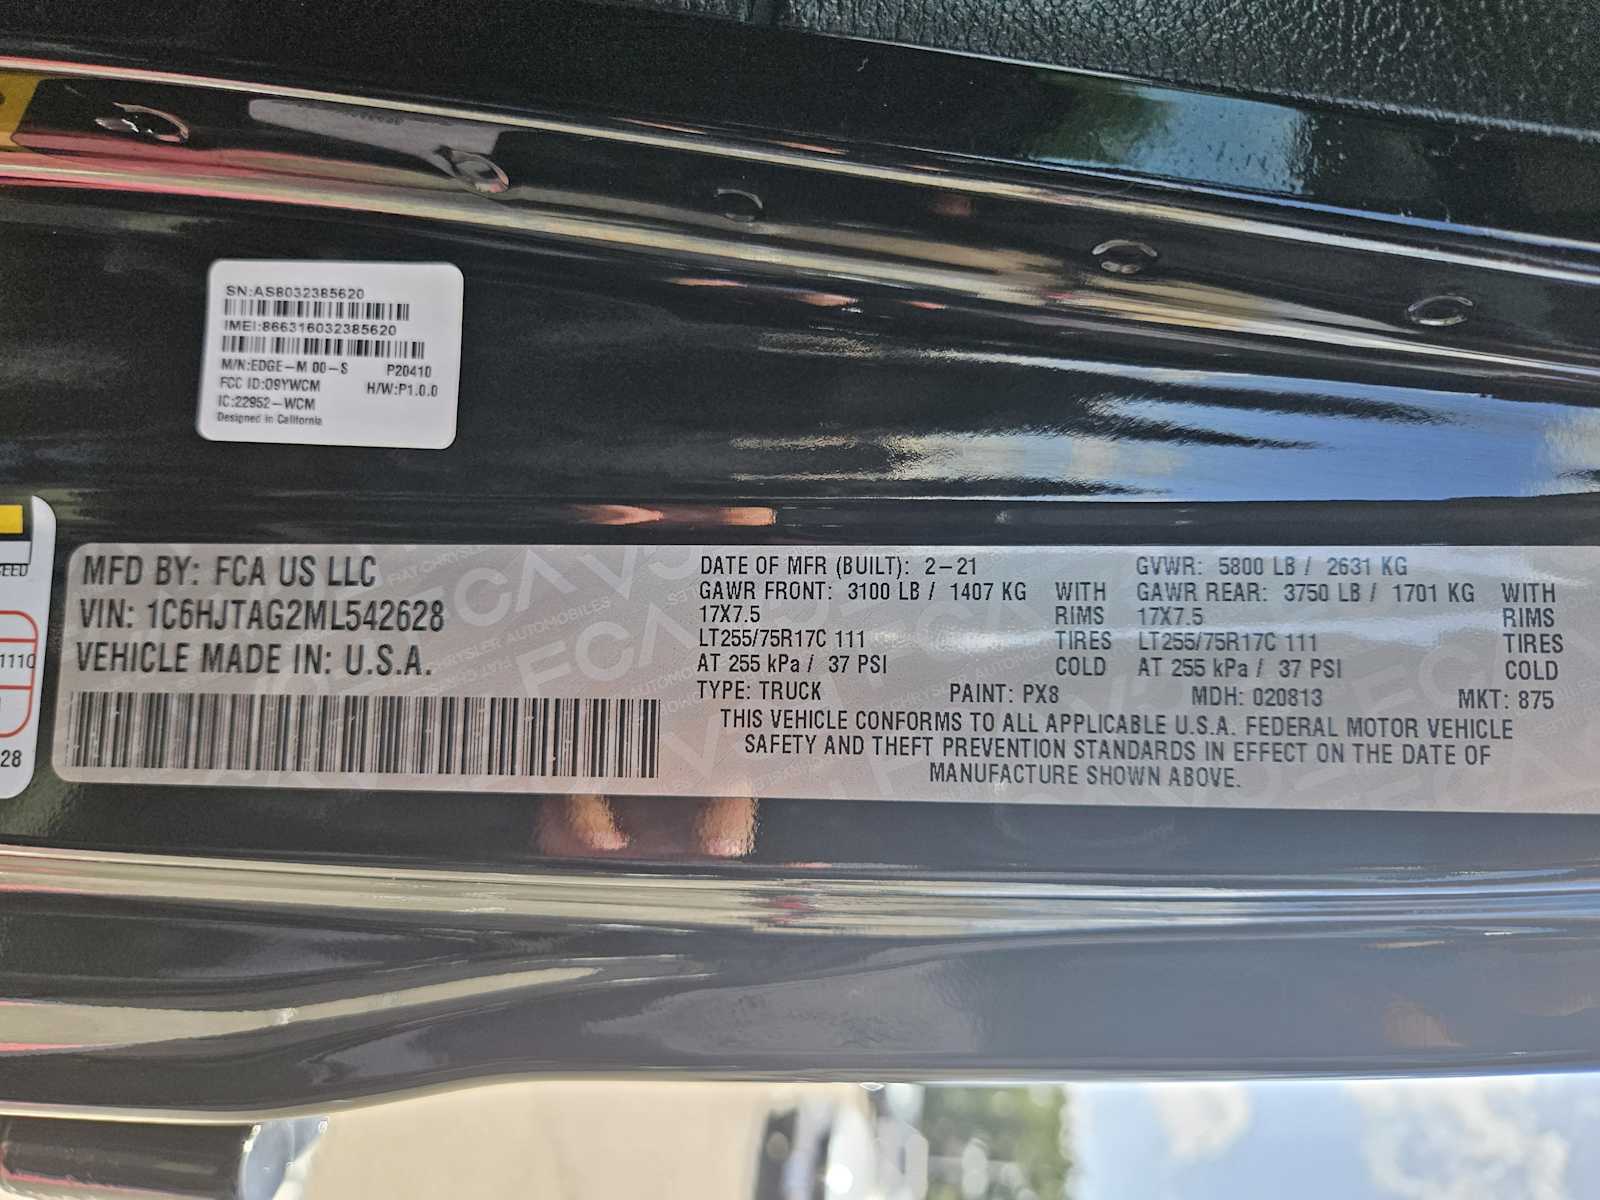 SN:AS8032385620
IMEI:866316032385620
M/N:EDGE-M 00-S P20410
FCC ID:O9YWCM H/W:P1.0.0
IC:22952-WCM
Designed in California
EED
1110
28
MFD BY: FCA US LLC
VIN: 1C6HJTAG2ML542628
VEHICLE MADE IN: U.S.A.
DATE OF MFR (BUILT): 2-21 GVWR: 5800 LB / 2631 KG
GAWR FRONT: 3100 LB / 1407 KG WITH GAWR REAR: 3750 LB / 1701 KG WITH
17X7.5 RIMS 17X7.5 RIMS
LT255/75R17C 111 TIRES LT255/75R17C 111 TIRES
AT 255 kPa / 37 PSI COLD AT 255 kPa / 37 PSI COLD
TYPE: TRUCK PAINT: PX8 MDH: 020813 MKT: 875
THIS VEHICLE CONFORMS TO ALL APPLICABLE U.S.A. FEDERAL MOTOR VEHICLE
SAFETY AND THEFT PREVENTION STANDARDS IN EFFECT ON THE DATE OF
MANUFACTURE SHOWN ABOVE.